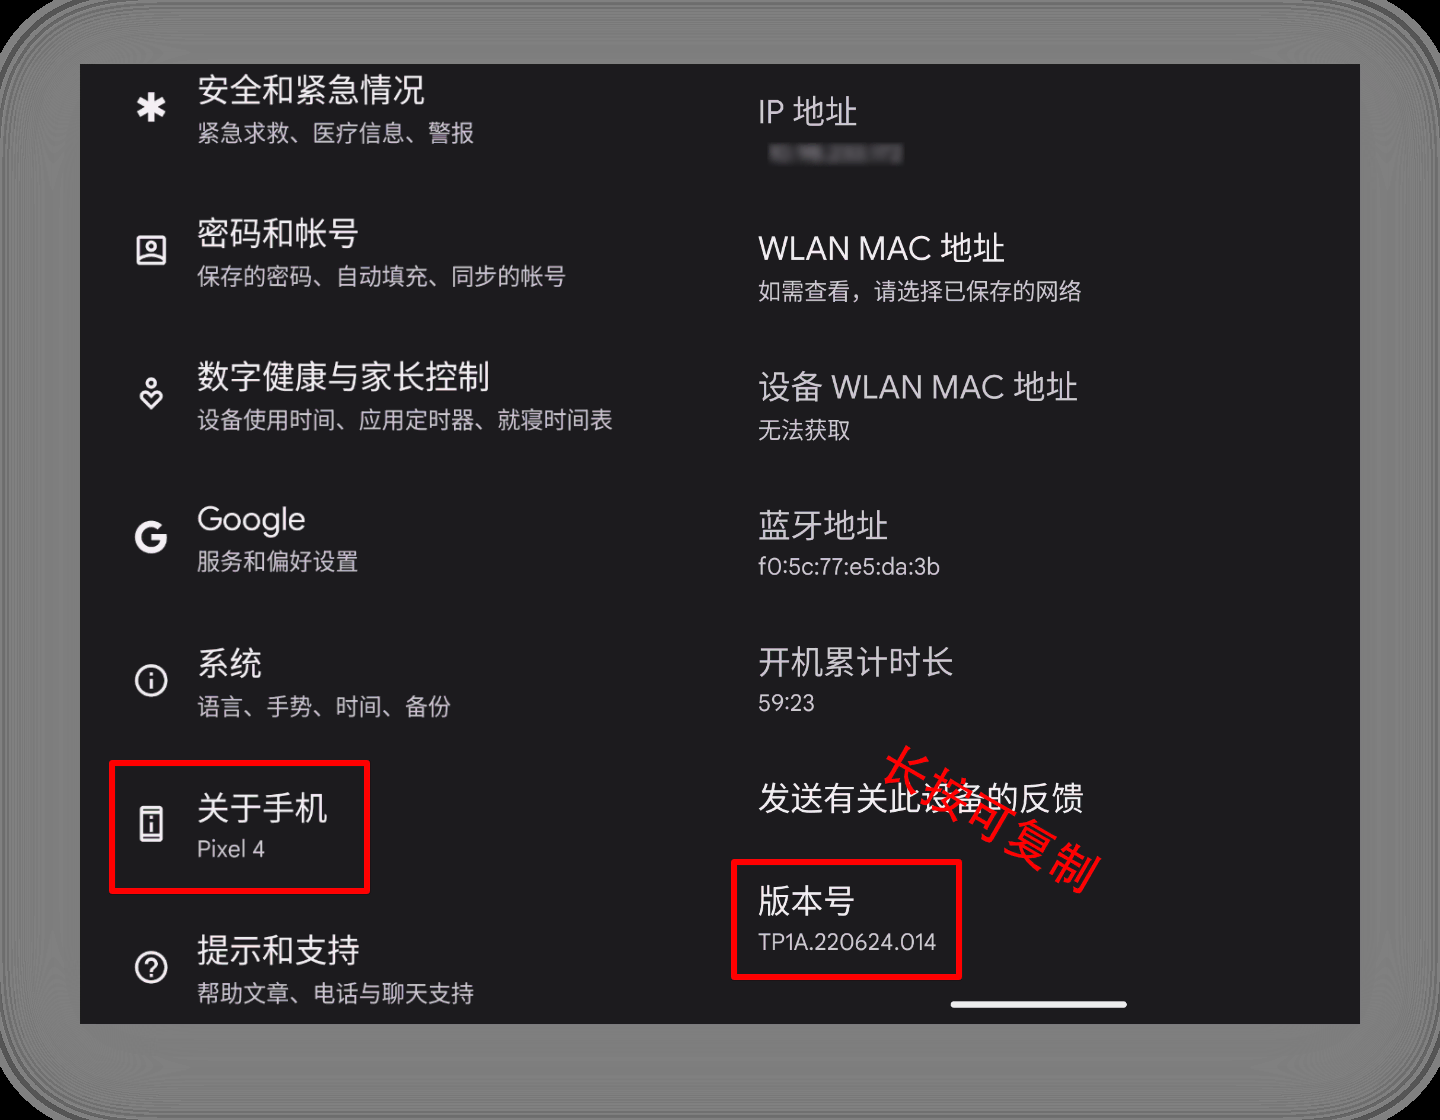 安全和紧急情况
紧急求救、医疗信息、警报
密码和帐号
保存的密码、自动填充、同步的帐号
数字健康与家长控制
设备使用时间、应用定时器、就寝时间表
Google
服务和偏好设置
系统
语言、手势、时间、备份
关于手机
Pixel 4
提示和支持
帮助文章、电话与聊天支持
IP 地址
WLAN MAC 地址
如需查看，请选择已保存的网络
设备 WLAN MAC 地址
无法获取
蓝牙地址
f0:5c:77:e5:da:3b
开机累计时长
59:23
发送有关此设备的反馈
长按可复制
版本号
TP1A.220624.014